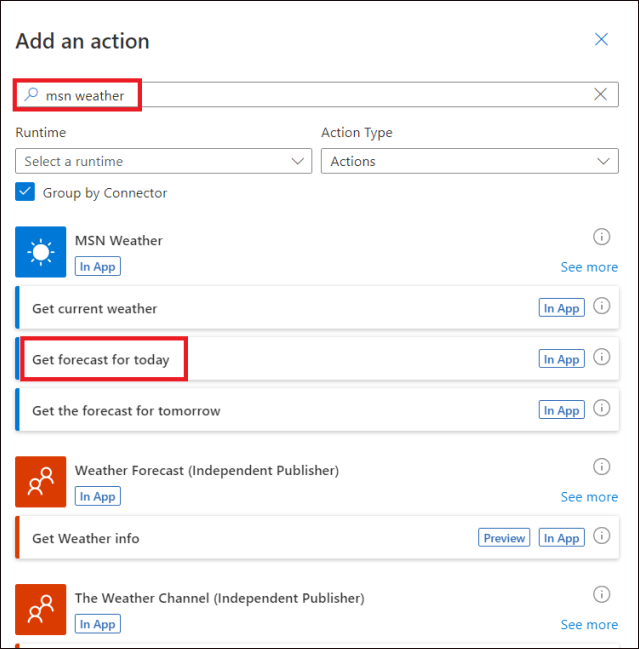 Add an action
msn weather
Runtime Action Type
Select a runtime Actions
Group by Connector
MSN Weather
In App
See more
Get current weather In App
Get forecast for today In App
Get the forecast for tomorrow In App
Weather Forecast (Independent Publisher)
In App
See more
Get Weather info Preview In App
The Weather Channel (Independent Publisher)
In App
See more